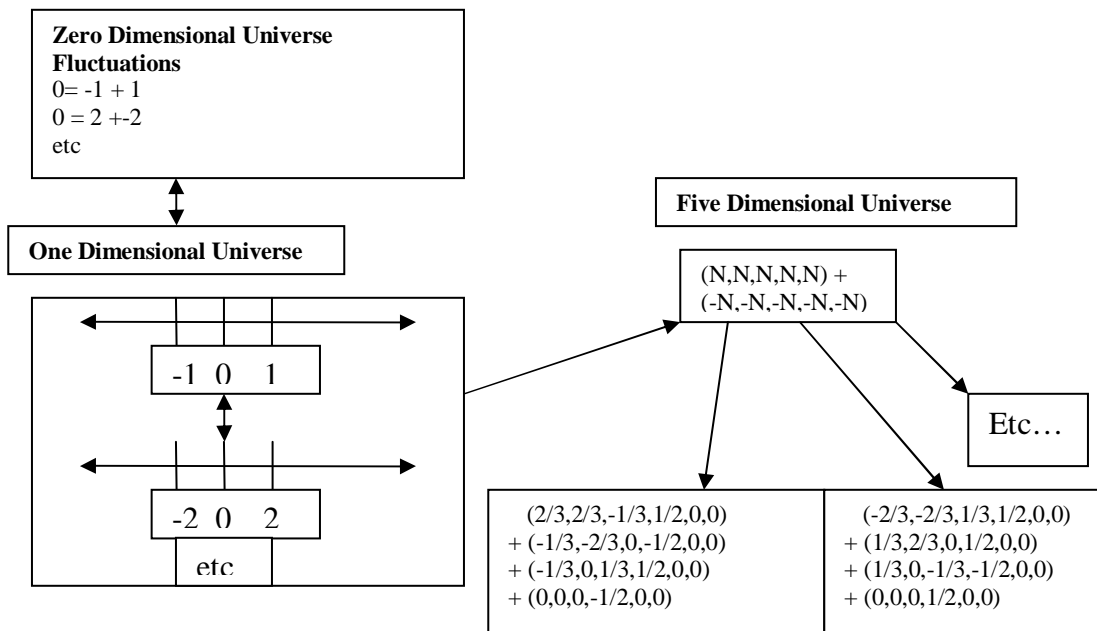 Zero Dimensional Universe
Fluctuations
0= -1 + 1
0 = 2 +-2
etc
One Dimensional Universe
-1 0 1
-2 0 2
etc
Five Dimensional Universe
(N,N,N,N,N) +
(-N,-N,-N,-N,-N)
Etc…
(2/3,2/3,-1/3,1/2,0,0)
+ (-1/3,-2/3,0,-1/2,0,0)
+ (-1/3,0,1/3,1/2,0,0)
+ (0,0,0,-1/2,0,0)
(-2/3,-2/3,1/3,1/2,0,0)
+ (1/3,2/3,0,1/2,0,0)
+ (1/3,0,-1/3,-1/2,0,0)
+ (0,0,0,1/2,0,0)